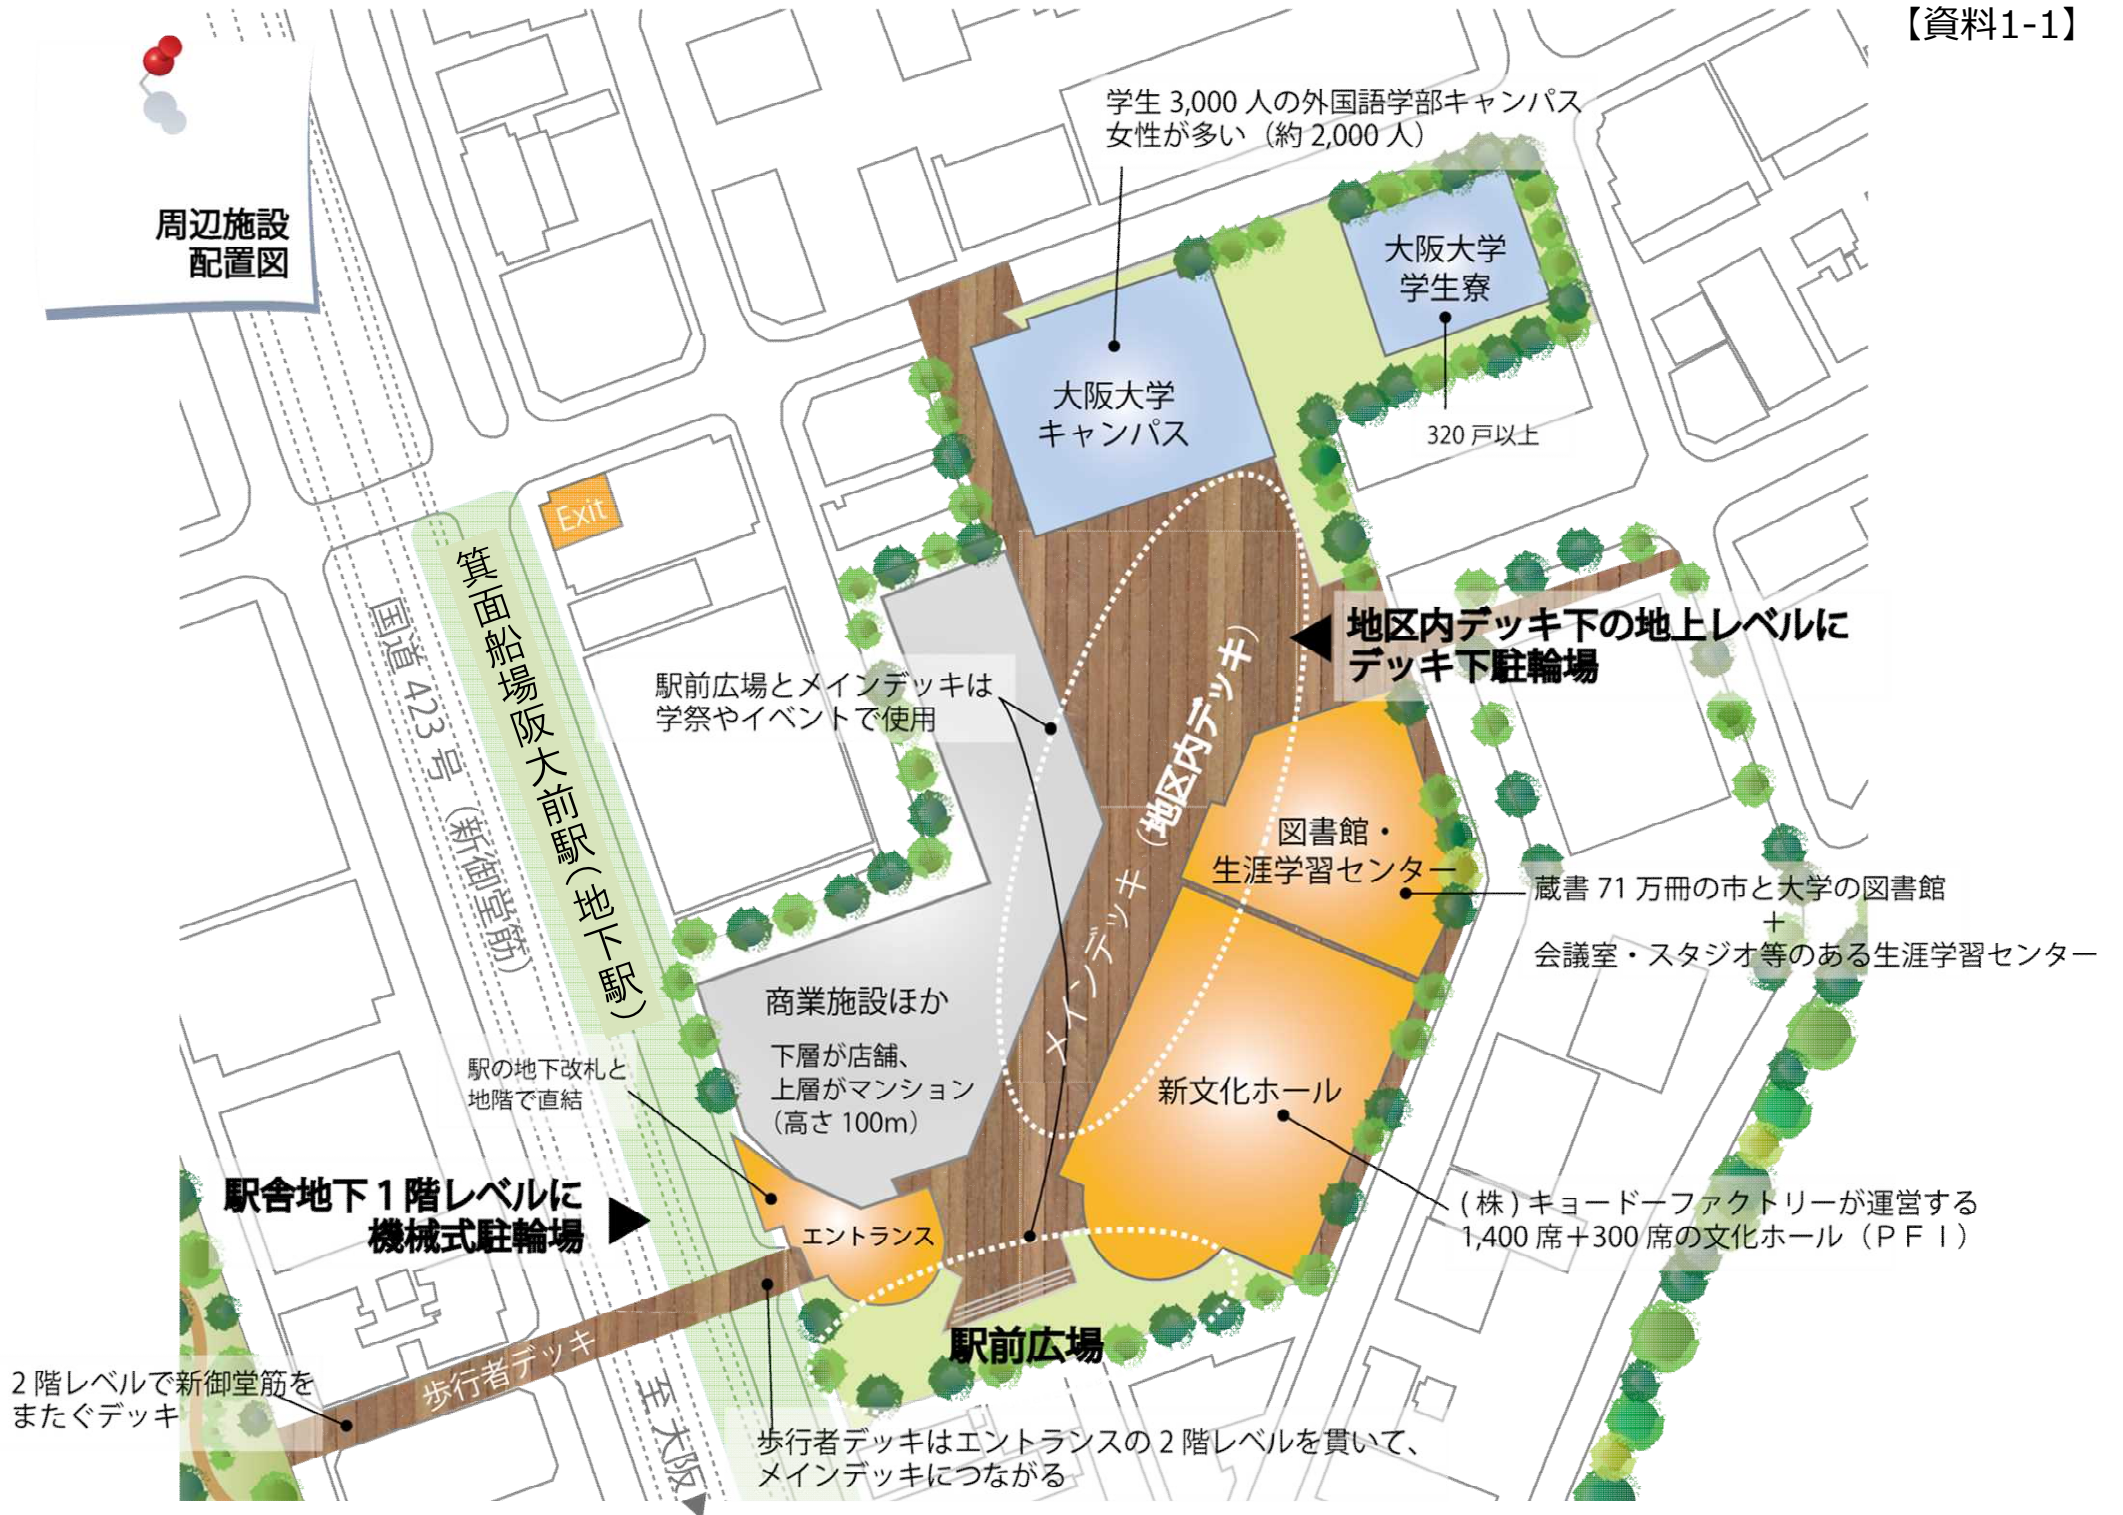 【資料1-1】
周辺施設
配置図
学生 3,000 人の外国語学部キャンパス
女性が多い（約 2,000 人）
大阪大学
学生寮
320 戸以上
大阪大学
キャンパス
Exit
箕面船場阪大前駅（地下駅）
国道 423 号（新御堂筋）
地区内デッキ下の地上レベルに
デッキ下駐輪場
駅前広場とメインデッキは
学祭やイベントで使用
メインデッキ（地区内デッキ）
図書館・
生涯学習センター
蔵書 71 万冊の市と大学の図書館
＋
会議室・スタジオ等のある生涯学習センター
商業施設ほか
下層が店舗、
上層がマンション
（高さ 100m）
新文化ホール
駅の地下改札と
地階で直結
駅舎地下１階レベルに
機械式駐輪場
エントランス
(株)キョードーファクトリーが運営する
1,400 席＋300 席の文化ホール（ＰＦＩ）
駅前広場
歩行者デッキ
2 階レベルで新御堂筋を
またぐデッキ
至大阪
歩行者デッキはエントランスの 2 階レベルを貫いて、
メインデッキにつながる